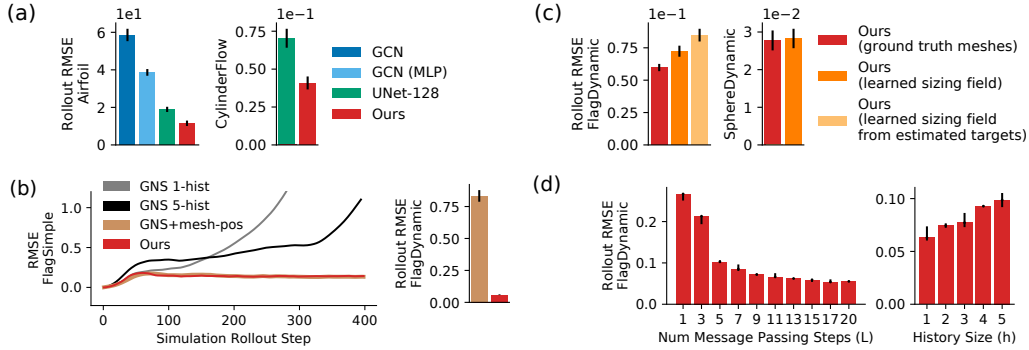 (a)
1e1
Rollout RMSE
Airfoil
6
4
2
0
1e−1
CylinderFlow
0.75
0.50
0.25
0.00
GCN
GCN (MLP)
UNet-128
Ours
(b)
RMSE
FlagSimple
1.0
0.5
0.0
GNS 1-hist
GNS 5-hist
GNS+mesh-pos
Ours
0 100 200 300 400
Simulation Rollout Step
Rollout RMSE
FlagDynamic
0.75
0.50
0.25
0.00
(c)
1e−1
Rollout RMSE
FlagDynamic
0.75
0.50
0.25
0.00
1e−2
SphereDynamic
3
2
1
0
Ours
(ground truth meshes)
Ours
(learned sizing field)
Ours
(learned sizing field
from estimated targets)
(d)
Rollout RMSE
FlagDynamic
0.2
0.1
0.0
1 3 5 7 9 11 13 15 17 20
Num Message Passing Steps (L)
0.10
0.05
0.00
1 2 3 4 5
History Size (h)